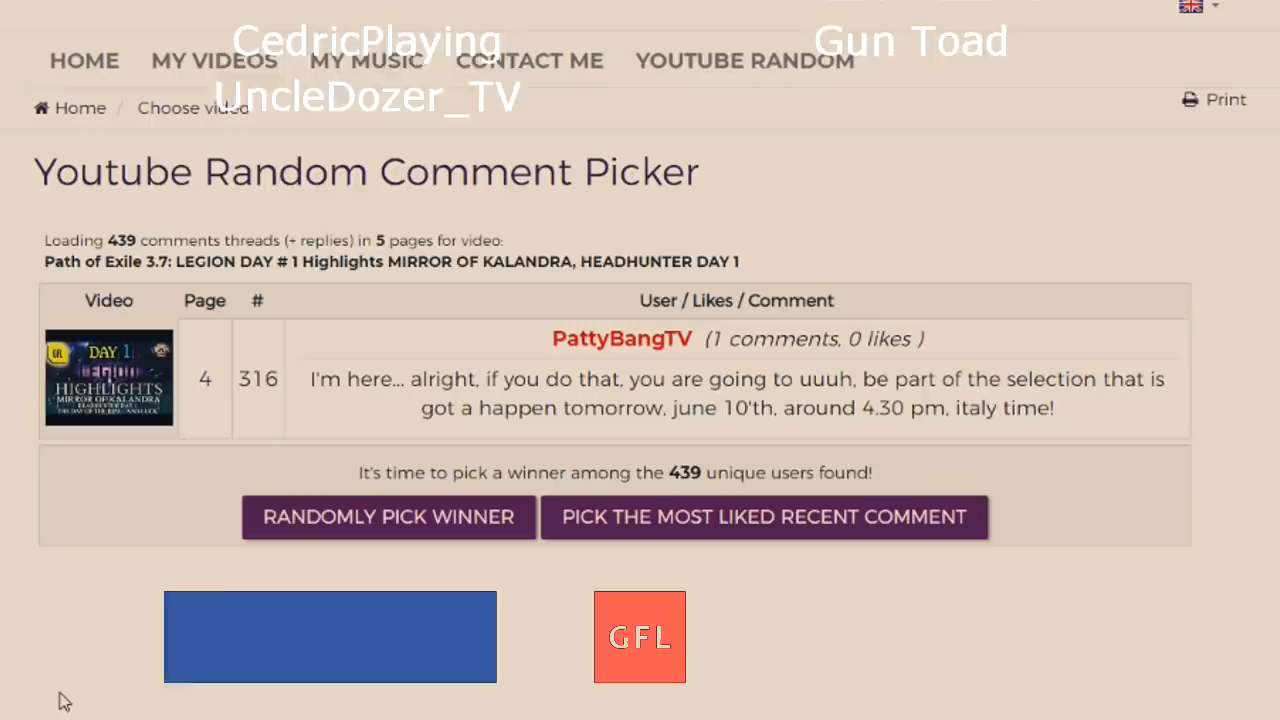 CedricPlaying
Gun Toad
HOME MY VIDEOS MY MUSIC CONTACT ME YOUTUBE RANDOM
UncleDozer_TV
Home / Choose video
Print
Youtube Random Comment Picker
Loading 439 comments threads (+ replies) in 5 pages for video:
Path of Exile 3.7: LEGION DAY # 1 Highlights MIRROR OF KALANDRA, HEADHUNTER DAY 1
Video Page # User / Likes / Comment
PattyBangTV (1 comments, 0 likes )
GFL DAY 1
LEGION
HIGHLIGHTS
MIRROR OF KALANDRA
4 316 I'm here... alright, if you do that, you are going to uuuh, be part of the selection that is
got a happen tomorrow, june 10'th, around 4.30 pm, italy time!
It's time to pick a winner among the 439 unique users found!
RANDOMLY PICK WINNER PICK THE MOST LIKED RECENT COMMENT
GFL